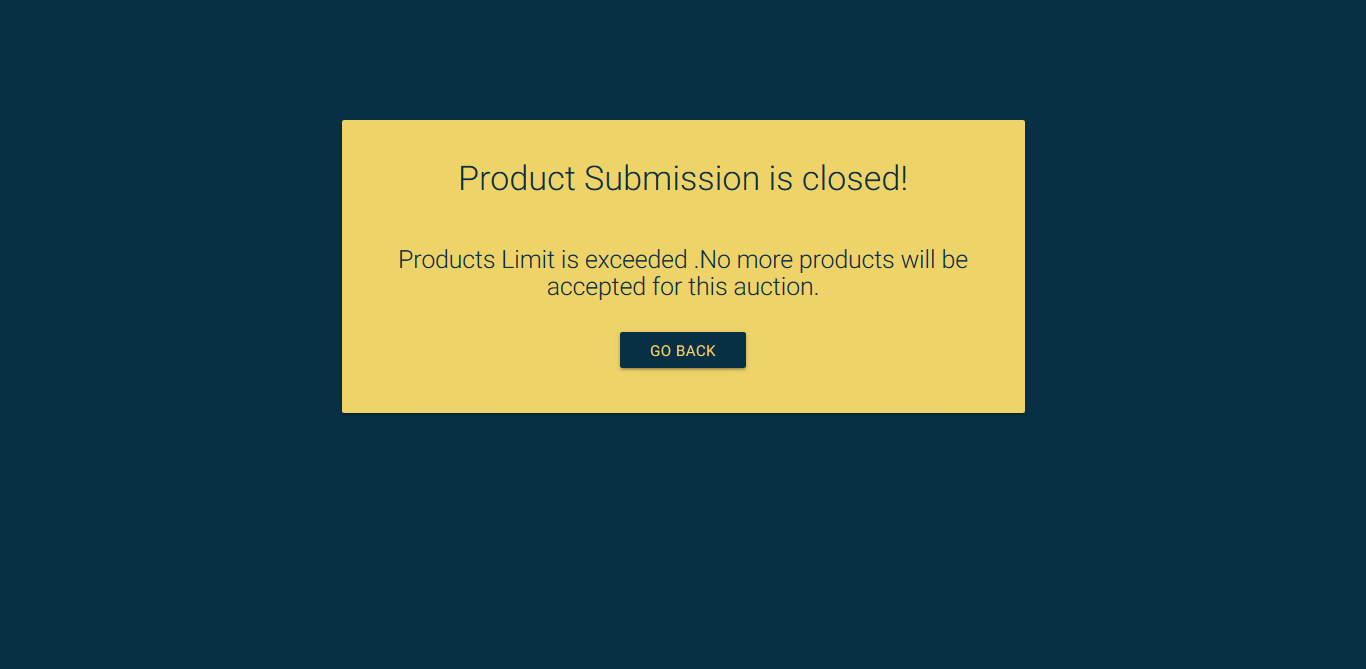 Product Submission is closed!
Products Limit is exceeded .No more products will be
accepted for this auction.
GO BACK